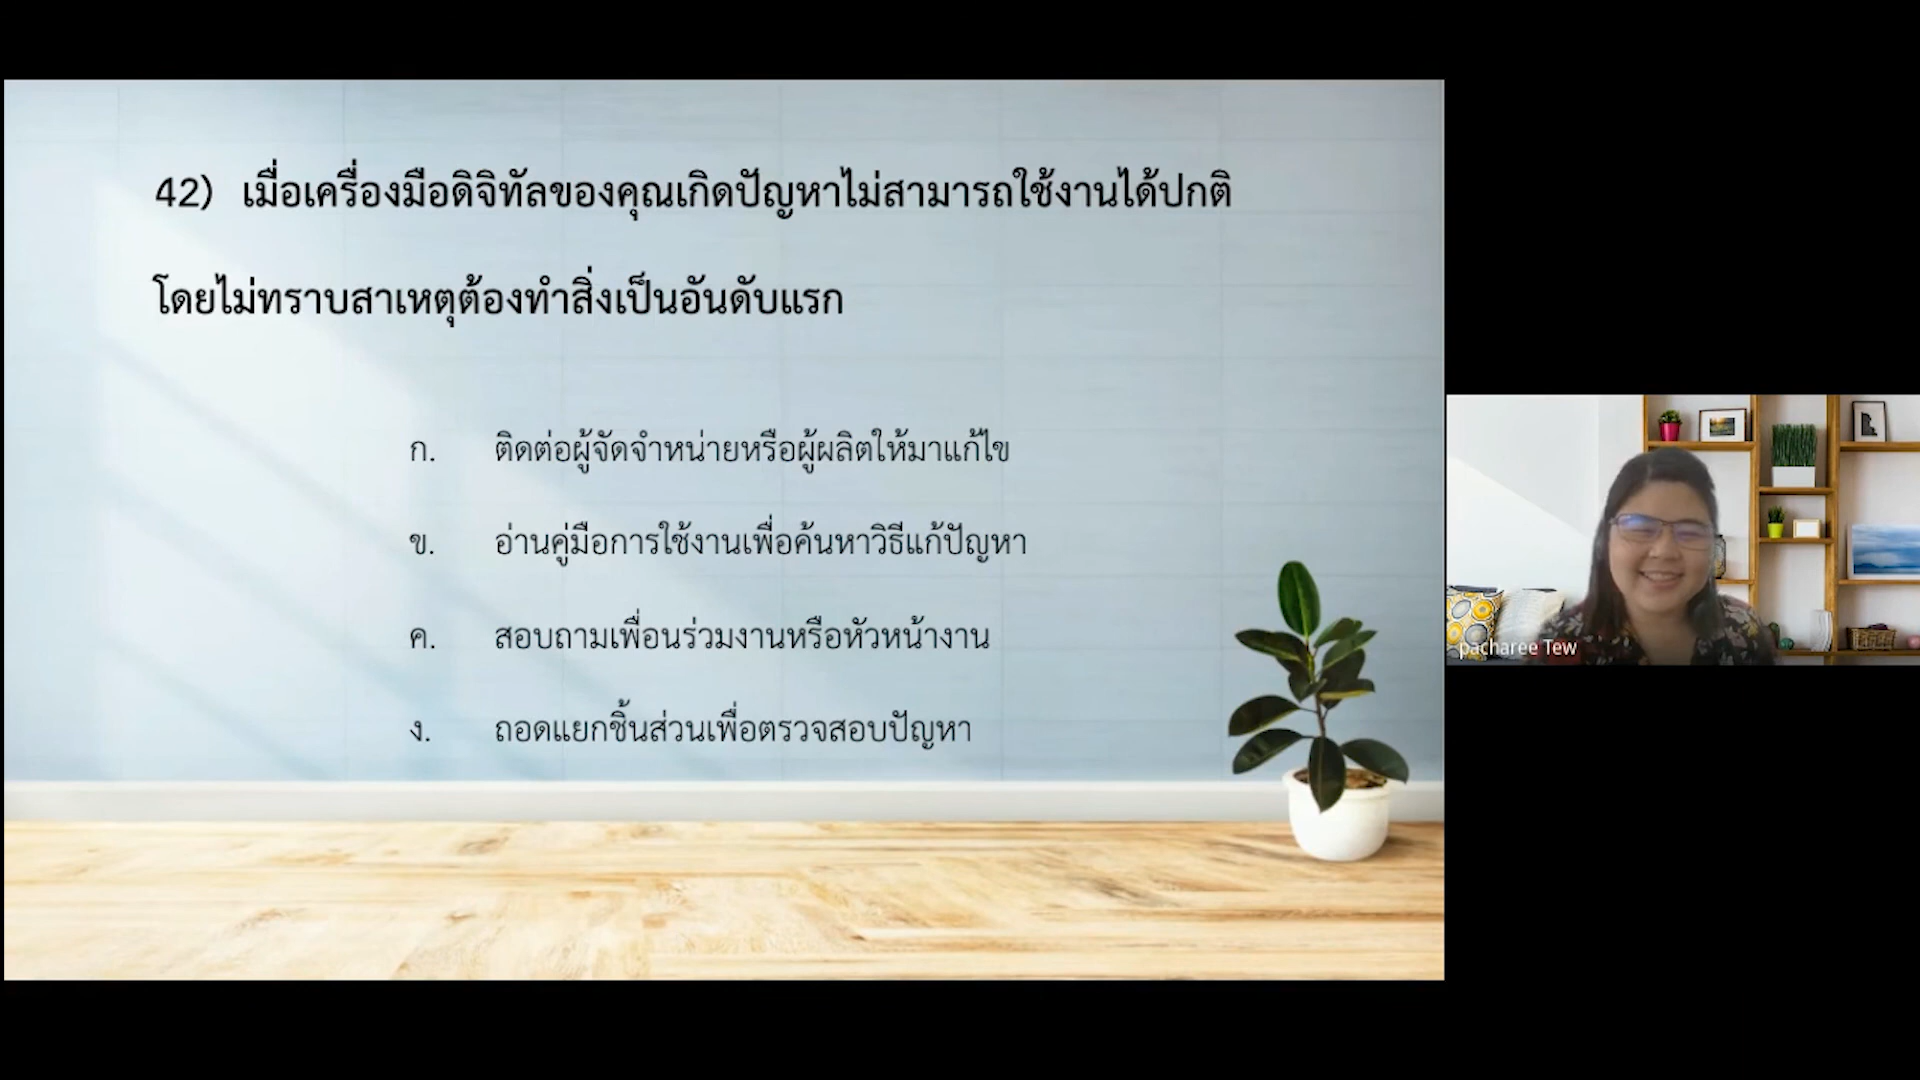 42) เมื่อเครื่องมือดิจิทัลของคุณเกิดปัญหาไม่สามารถใช้งานได้ปกติ
โดยไม่ทราบสาเหตุต้องทำสิ่งเป็นอันดับแรก
ก. ติดต่อผู้จัดจำหน่ายหรือผู้ผลิตให้มาแก้ไข
ข. อ่านคู่มือการใช้งานเพื่อค้นหาวิธีแก้ปัญหา
ค. สอบถามเพื่อนร่วมงานหรือหัวหน้างาน
ง. ถอดแยกชิ้นส่วนเพื่อตรวจสอบปัญหา
pacharee Tew